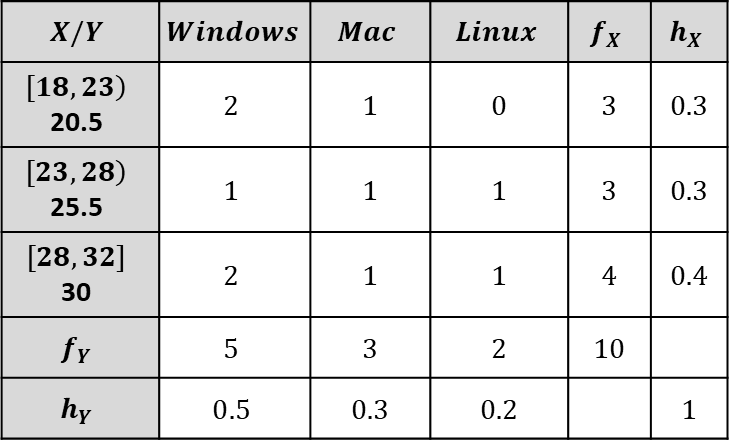 X/Y Windows Mac Linux f_X h_X
[18, 23)
20.5 2 1 0 3 0.3
[23, 28)
25.5 1 1 1 3 0.3
[28, 32]
30 2 1 1 4 0.4
f_Y 5 3 2 10
h_Y 0.5 0.3 0.2 1